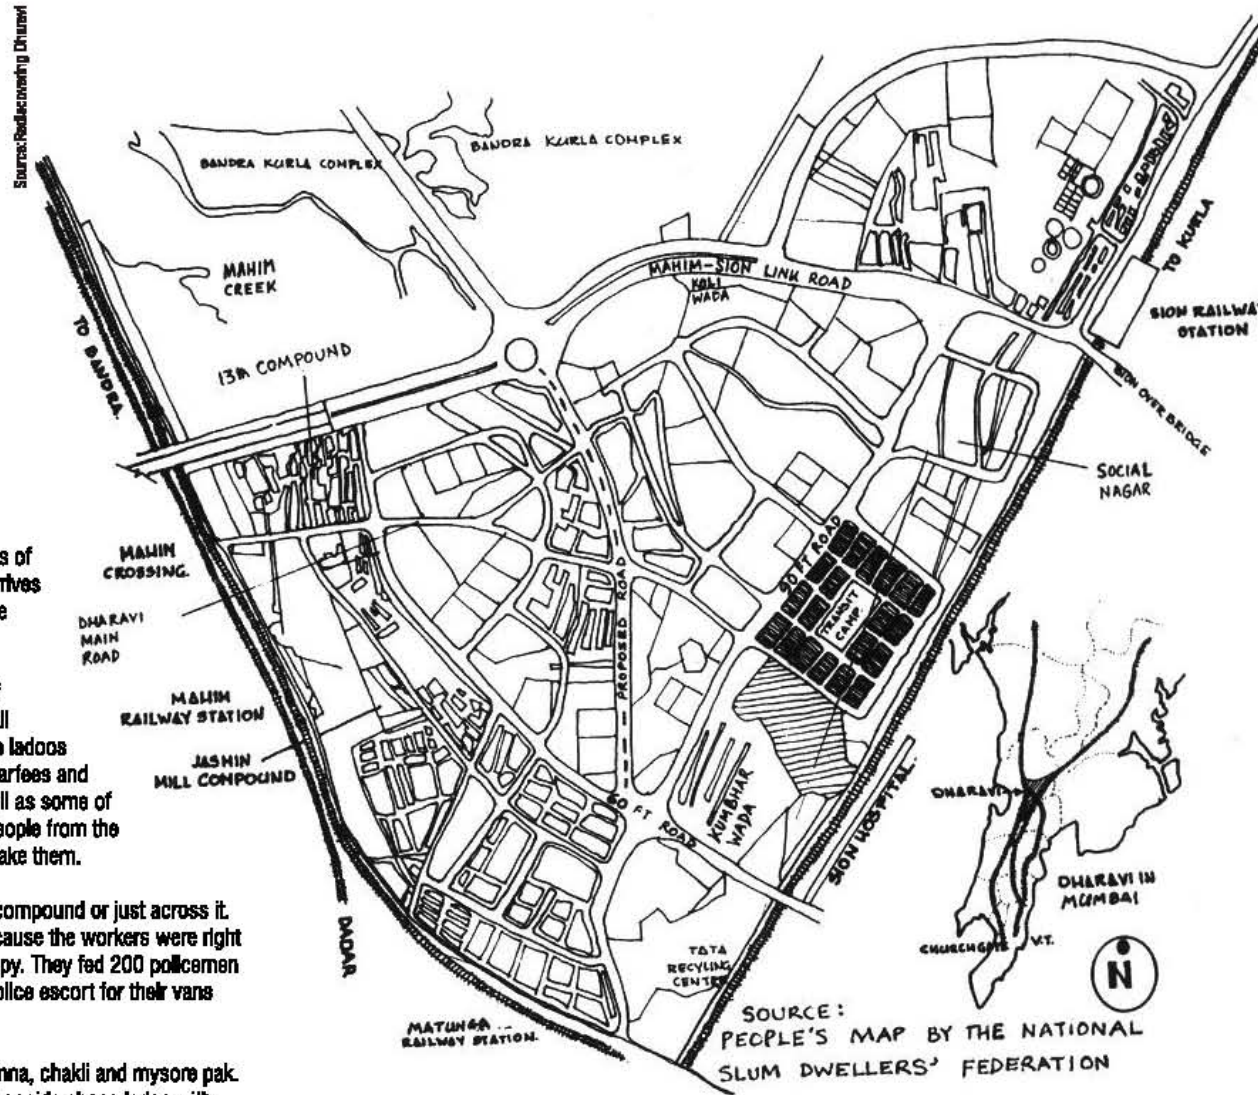 Source: Rediscovering Dharavi
BANDRA KURLA COMPLEX
BANDRA KURLA COMPLEX
MAHIM
CREEK
TO BANDRA.
13th COMPOUND
MAHIM-SION LINK ROAD
KOLI
WADA
TO KURLA
SION RAILWAY
STATION
SION OVER BRIDGE
SOCIAL
NAGAR
90 FT ROAD
TRANSIT
CAMP
MAHIM
CROSSING.
DHARAVI
MAIN
ROAD
MAHIM
RAILWAY STATION
JASHIN
MILL COMPOUND
PROPOSED ROAD
60 FT ROAD
KUMBHAR
WADA
SION HOSPITAL
DADAR
MATUNGA
RAILWAY STATION.
TATA
RECYLING
CENTRE
DHARAVI
DHARAVI IN
MUMBAI
CHURCHGATE V.T.
N
SOURCE:
PEOPLE'S MAP BY THE NATIONAL
SLUM DWELLERS' FEDERATION
s of
rives
e
ll
ladoos
arfees and
ll as some of
eople from the
ake them.
compound or just across it.
cause the workers were right
py. They fed 200 policemen
olice escort for their vans
nna, chakli and mysore pak.